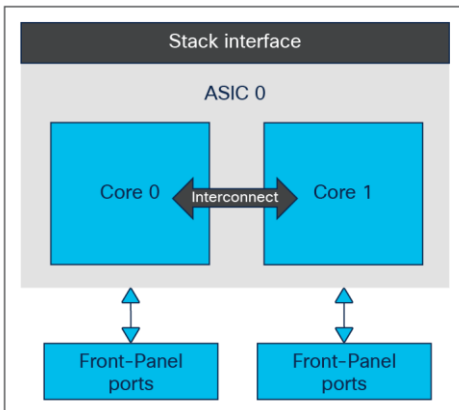 Stack interface
ASIC 0
Core 0
Interconnect
Core 1
Front-Panel
ports
Front-Panel
ports